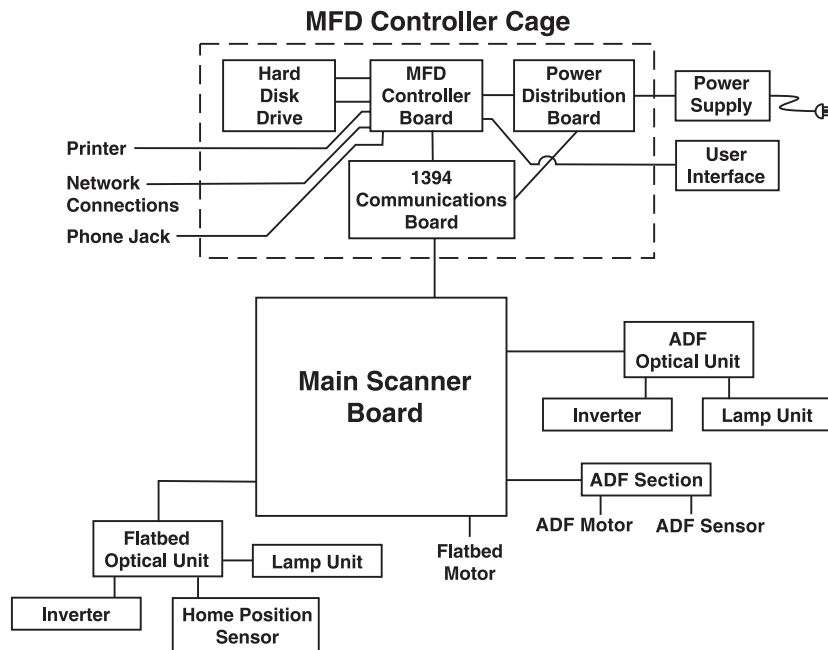 MFD Controller Cage
Hard
Disk
Drive
MFD
Controller
Board
Power
Distribution
Board
Power
Supply
Printer
Network
Connections
Phone Jack
1394
Communications
Board
User
Interface
Main Scanner
Board
ADF
Optical Unit
Inverter
Lamp Unit
ADF Section
ADF Motor
ADF Sensor
Flatbed
Motor
Flatbed
Optical Unit
Lamp Unit
Inverter
Home Position
Sensor